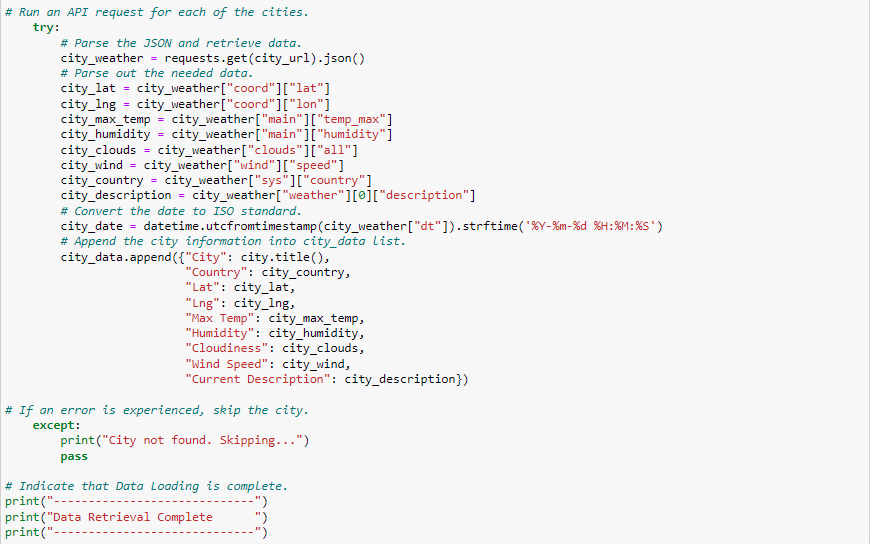 # Run an API request for each of the cities.
    try:
        # Parse the JSON and retrieve data.
        city_weather = requests.get(city_url).json()
        # Parse out the needed data.
        city_lat = city_weather["coord"]["lat"]
        city_lng = city_weather["coord"]["lon"]
        city_max_temp = city_weather["main"]["temp_max"]
        city_humidity = city_weather["main"]["humidity"]
        city_clouds = city_weather["clouds"]["all"]
        city_wind = city_weather["wind"]["speed"]
        city_country = city_weather["sys"]["country"]
        city_description = city_weather["weather"][0]["description"]
        # Convert the date to ISO standard.
        city_date = datetime.utcfromtimestamp(city_weather["dt"]).strftime('%Y-%m-%d %H:%M:%S')
        # Append the city information into city_data list.
        city_data.append({"City": city.title(),
                          "Country": city_country,
                          "Lat": city_lat,
                          "Lng": city_lng,
                          "Max Temp": city_max_temp,
                          "Humidity": city_humidity,
                          "Cloudiness": city_clouds,
                          "Wind Speed": city_wind,
                          "Current Description": city_description})

# If an error is experienced, skip the city.
    except:
        print("City not found. Skipping...")
        pass

# Indicate that Data Loading is complete.
print("-----------------------------")
print("Data Retrieval Complete      ")
print("-----------------------------")